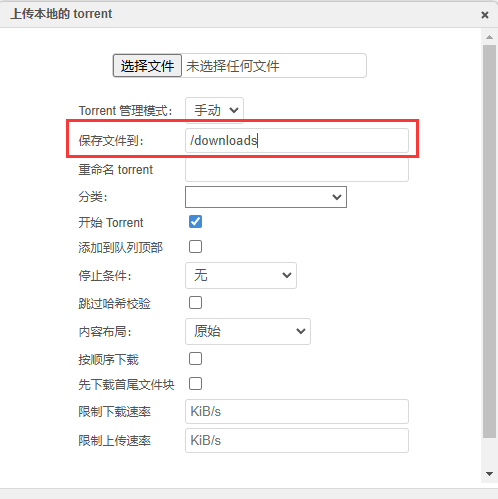 上传本地的 torrent
选择文件 未选择任何文件
Torrent 管理模式: 手动
保存文件到: /downloads
重命名 torrent
分类:
开始 Torrent
添加到队列顶部
停止条件: 无
跳过哈希校验
内容布局: 原始
按顺序下载
先下载首尾文件块
限制下载速率 KiB/s
限制上传速率 KiB/s